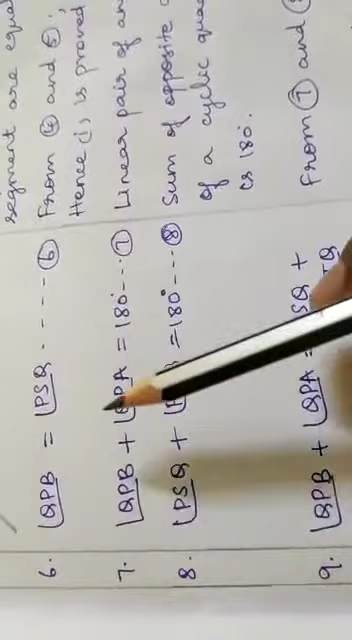 segment are equal
6. ∟QPB = ∟PSQ ----- ⑥ From ④ and ⑤
Hence (i) is proved
7. ∟QPB + ∟QPA = 180° --- ⑦ Linear pair of
8. ∟PSQ + = 180° --- ⑧ Sum of opposite
of a cyclic
is 180°.
9. ∟QPB + ∟QPA = SQ + From ⑦ and